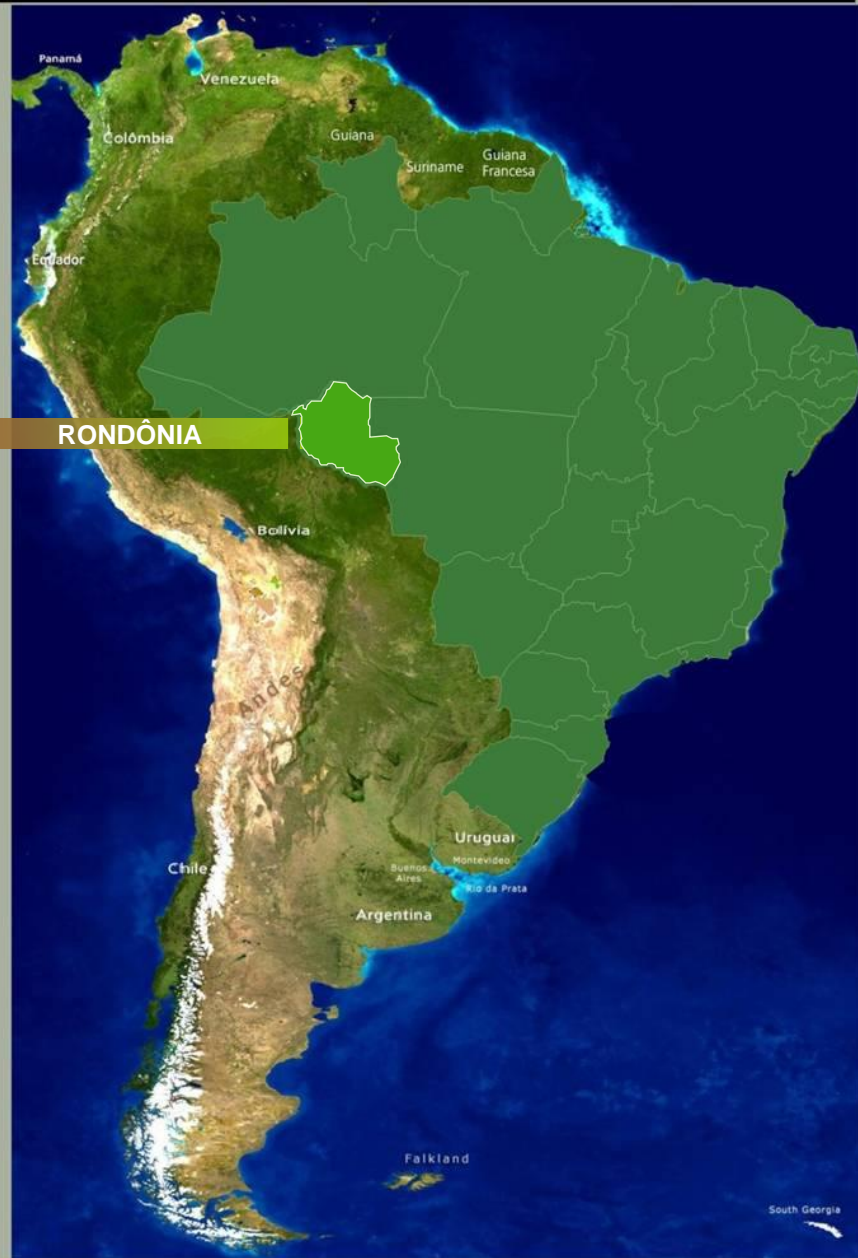 Panamá
Venezuela
Colômbia
Guiana
Suriname
Guiana
Francesa
Equador
RONDÔNIA
Bolívia
Andes
Uruguai
Montevideo
Chile
Buenos
Aires
Rio da Prata
Argentina
Falkland
South Georgia